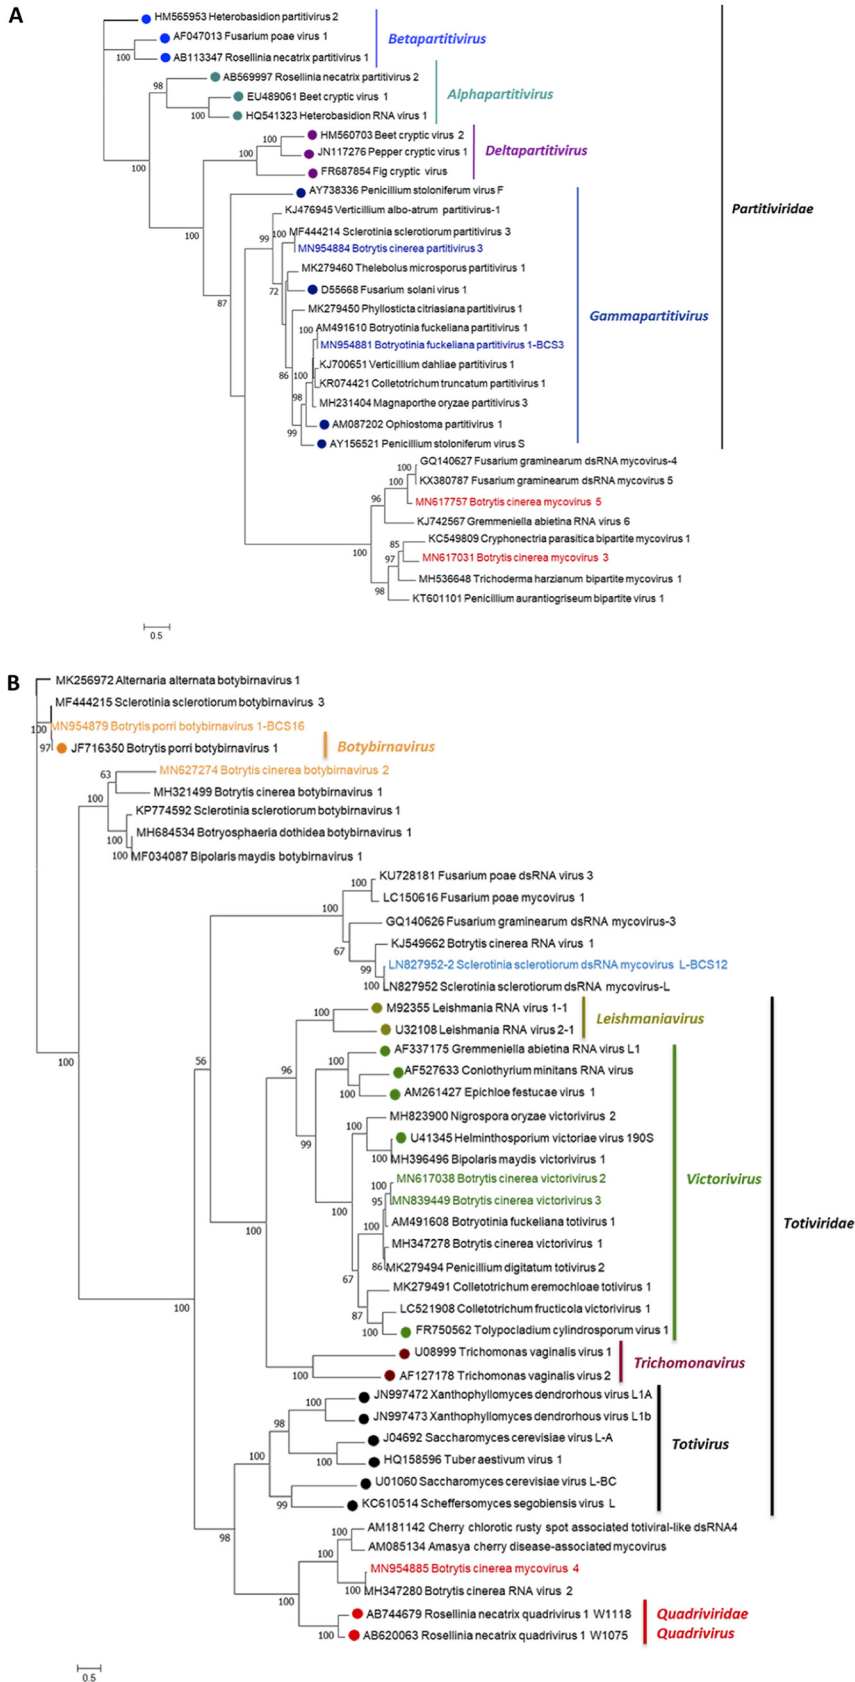 A
HM565953 Heterobasidion partitivirus 2
AF047013 Fusarium poae virus 1
Betapartitivirus
100
AB113347 Rosellinia necatrix partitivirus 1
AB569997 Rosellinia necatrix partitivirus 2
98
EU489061 Beet cryptic virus 1
Alphapartitivirus
100
HQ541323 Heterobasidion RNA virus 1
HM560703 Beet cryptic virus 2
100
JN117276 Pepper cryptic virus 1
Deltapartitivirus
100
FR687854 Fig cryptic virus
AY738336 Penicillium stoloniferum virus F
Partitiviridae
KJ476945 Verticillium albo-atrum partitivirus-1
100
99
100
MF444214 Sclerotinia sclerotiorum partitivirus 3
MN954884 Botrytis cinerea partitivirus 3
MK279460 Thelebolus microsporus partitivirus 1
72
D55668 Fusarium solani virus 1
87
MK279450 Phyllosticta citriasiana partitivirus 1
Gammapartitivirus
100
AM491610 Botryotinia fuckeliana partitivirus 1
MN954881 Botryotinia fuckeliana partitivirus 1-BCS3
KJ700651 Verticillium dahliae partitivirus 1
86
100
KR074421 Colletotrichum truncatum partitivirus 1
98
MH231404 Magnaporthe oryzae partitivirus 3
AM087202 Ophiostoma partitivirus 1
99
AY156521 Penicillium stoloniferum virus S
GQ140627 Fusarium graminearum dsRNA mycovirus-4
100
KX380787 Fusarium graminearum mycovirus 5
100
96
MN617757 Botrytis cinerea mycovirus 5
KJ742567 Gremmeniella abietina RNA virus 6
KC549809 Cryphonectria parasitica bipartite mycovirus 1
85
100
97
MN617031 Botrytis cinerea mycovirus 3
MH536648 Trichoderma harzianum bipartite mycovirus 1
98
KT601101 Penicillium aurantiogriseum bipartite virus 1
0.5
B
MK256972 Alternaria alternata botybirnavirus 1
MF444215 Sclerotinia sclerotiorum botybirnavirus 3
100
MN954879 Botrytis porri botybirnavirus 1-BCS16
97
JF716350 Botrytis porri botybirnavirus 1
Botybirnavirus
MN627274 Botrytis cinerea botybirnavirus 2
63
MH321499 Botrytis cinerea botybirnavirus 1
100
KP774592 Sclerotinia sclerotiorum botybirnavirus 1
MH684534 Botryosphaeria dothidea botybirnavirus 1
100
100
MF034087 Bipolaris maydis botybirnavirus 1
KU728181 Fusarium poae dsRNA virus 3
100
LC150616 Fusarium poae mycovirus 1
100
GQ140626 Fusarium graminearum dsRNA mycovirus-3
KJ549662 Botrytis cinerea RNA virus 1
67
LN827952-2 Sclerotinia sclerotiorum dsRNA mycovirus L-BCS12
99
100
LN827952 Sclerotinia sclerotiorum dsRNA mycovirus-L
M92355 Leishmania RNA virus 1-1
Leishmaniavirus
100
U32108 Leishmania RNA virus 2-1
AF337175 Gremmeniella abietina RNA virus L1
100
56
100
96
AF527633 Coniothyrium minitans RNA virus
100
AM261427 Epichloe festucae virus 1
MH823900 Nigrospora oryzae victorivirus 2
100
U41345 Helminthosporium victoriae virus 190S
99
100
MH396496 Bipolaris maydis victorivirus 1
MN617038 Botrytis cinerea victorivirus 2
Victorivirus
100
95
MN839449 Botrytis cinerea victorivirus 3
100
AM491608 Botryotinia fuckeliana totivirus 1
Totiviridae
100
100
MH347278 Botrytis cinerea victorivirus 1
86
MK279494 Penicillium digitatum totivirus 2
67
MK279491 Colletotrichum eremochloae totivirus 1
100
LC521908 Colletotrichum fructicola victorivirus 1
87
100
FR750562 Tolypocladium cylindrosporum virus 1
U08999 Trichomonas vaginalis virus 1
Trichomonavirus
100
AF127178 Trichomonas vaginalis virus 2
JN997472 Xanthophyllomyces dendrorhous virus L1A
100
JN997473 Xanthophyllomyces dendrorhous virus L1b
98
J04692 Saccharomyces cerevisiae virus L-A
Totivirus
100
100
HQ158596 Tuber aestivum virus 1
U01060 Saccharomyces cerevisiae virus L-BC
99
KC610514 Scheffersomyces segobiensis virus L
98
AM181142 Cherry chlorotic rusty spot associated totiviral-like dsRNA4
100
AM085134 Amasya cherry disease-associated mycovirus
100
MN954885 Botrytis cinerea mycovirus 4
100
MH347280 Botrytis cinerea RNA virus 2
100
AB744679 Rosellinia necatrix quadrivirus 1 W1118
Quadriviridae
100
AB620063 Rosellinia necatrix quadrivirus 1 W1075
Quadrivirus
0.5